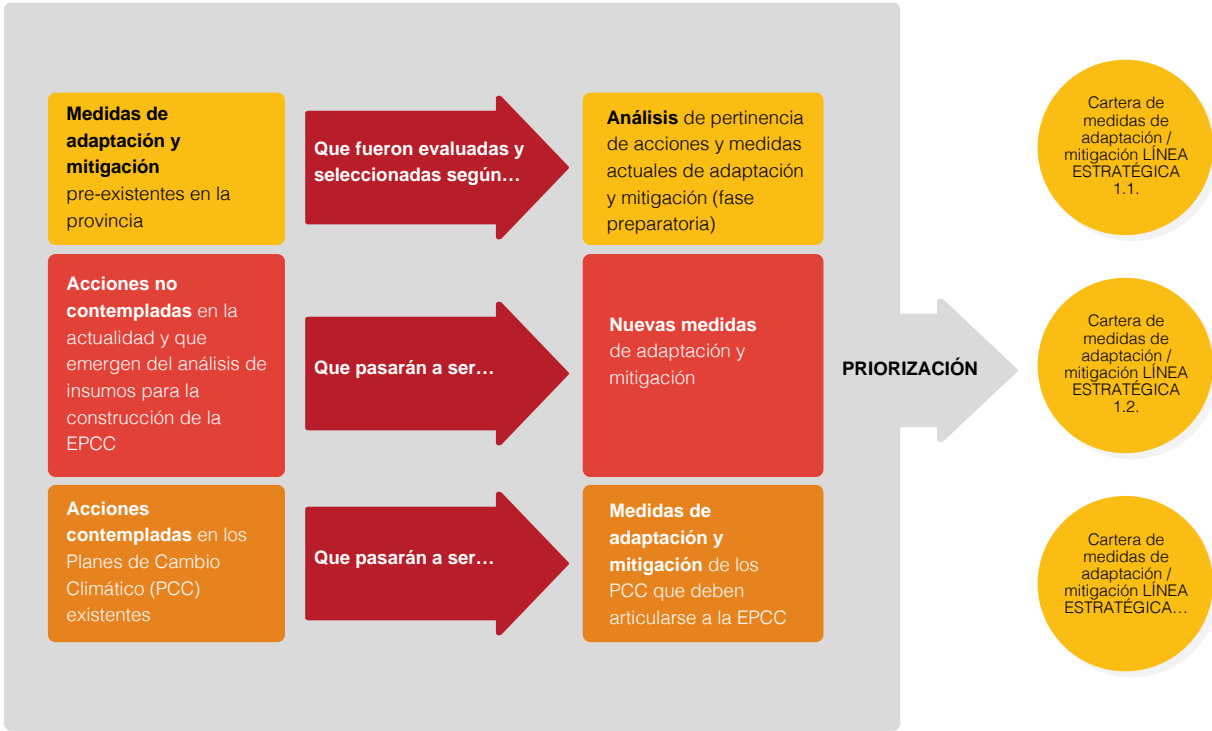 Medidas de
adaptación y
mitigación
pre-existentes en la
provincia
Que fueron evaluadas y
seleccionadas según…
Análisis de pertinencia
de acciones y medidas
actuales de adaptación
y mitigación (fase
preparatoria)
Acciones no
contempladas en la
actualidad y que
emergen del análisis de
insumos para la
construcción de la
EPCC
Que pasarán a ser…
Nuevas medidas
de adaptación y
mitigación
Acciones
contempladas en los
Planes de Cambio
Climático (PCC)
existentes
Que pasarán a ser…
Medidas de
adaptación y
mitigación de los
PCC que deben
articularse a la EPCC
PRIORIZACIÓN
Cartera de
medidas de
adaptación /
mitigación LÍNEA
ESTRATÉGICA
1.1.
Cartera de
medidas de
adaptación /
mitigación LÍNEA
ESTRATÉGICA
1.2.
Cartera de
medidas de
adaptación /
mitigación LÍNEA
ESTRATÉGICA…